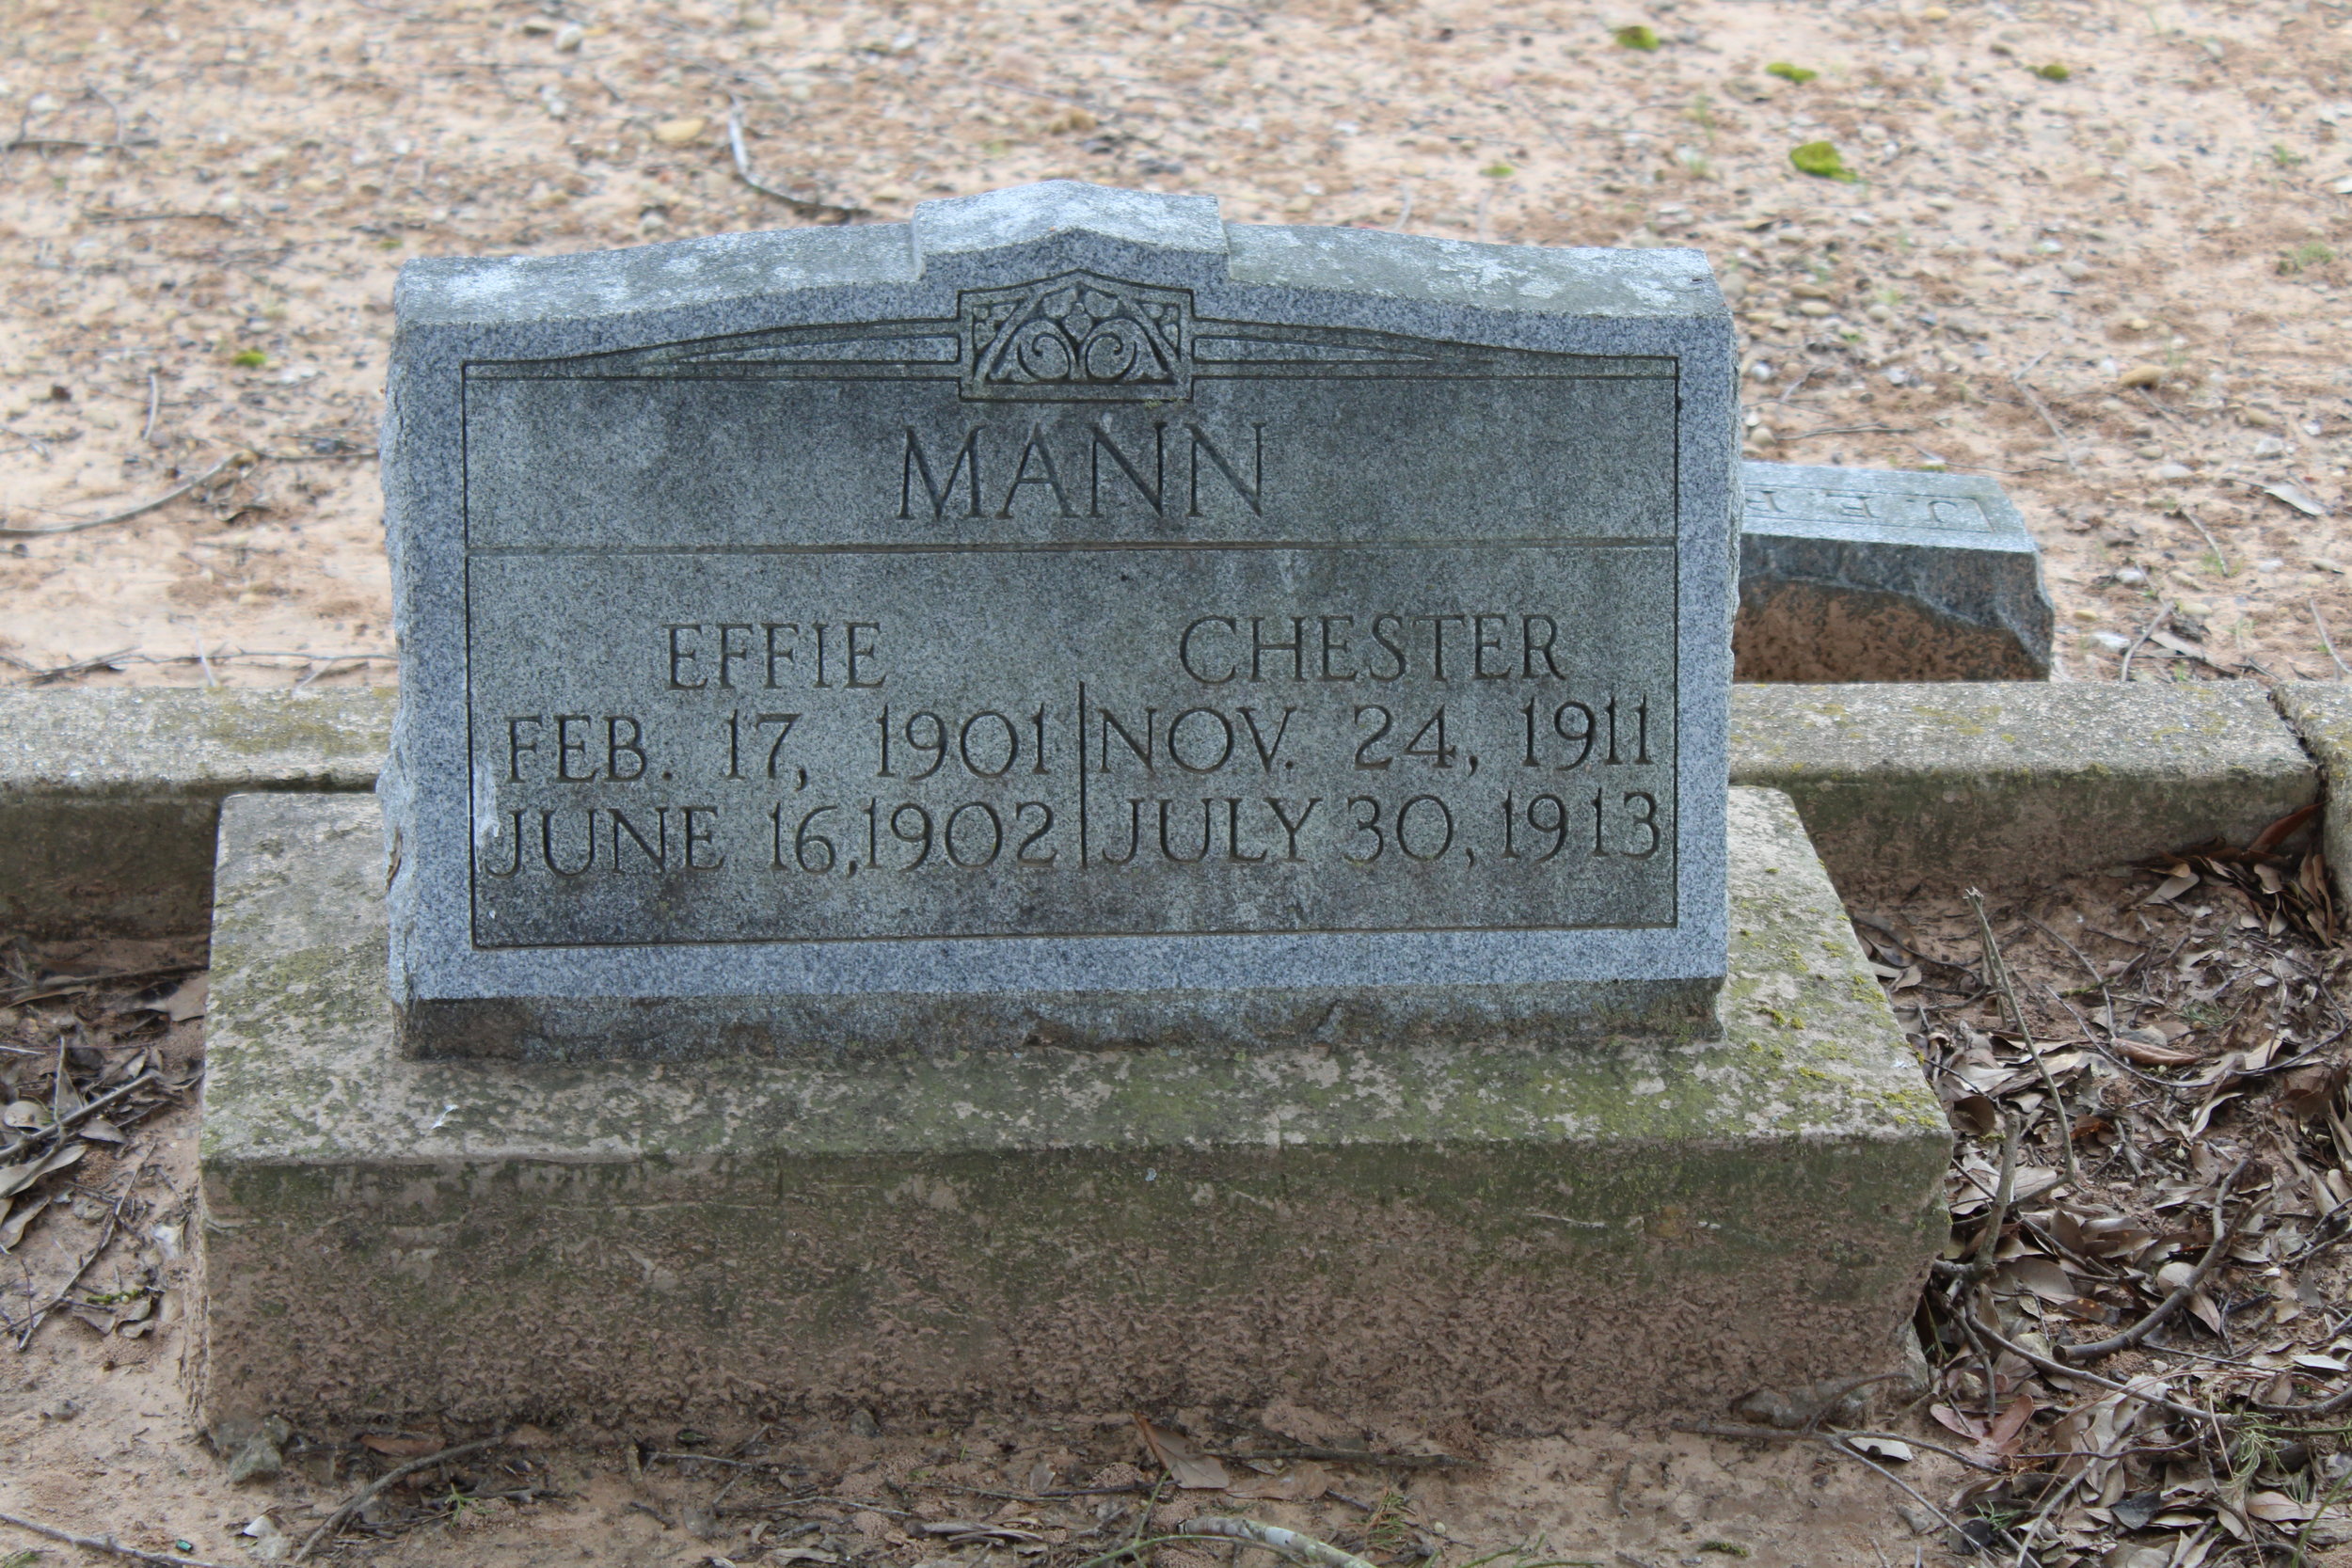 MANN
EFFIE
FEB. 17, 1901
JUNE 16, 1902
CHESTER
NOV. 24, 1911
JULY 30, 1913